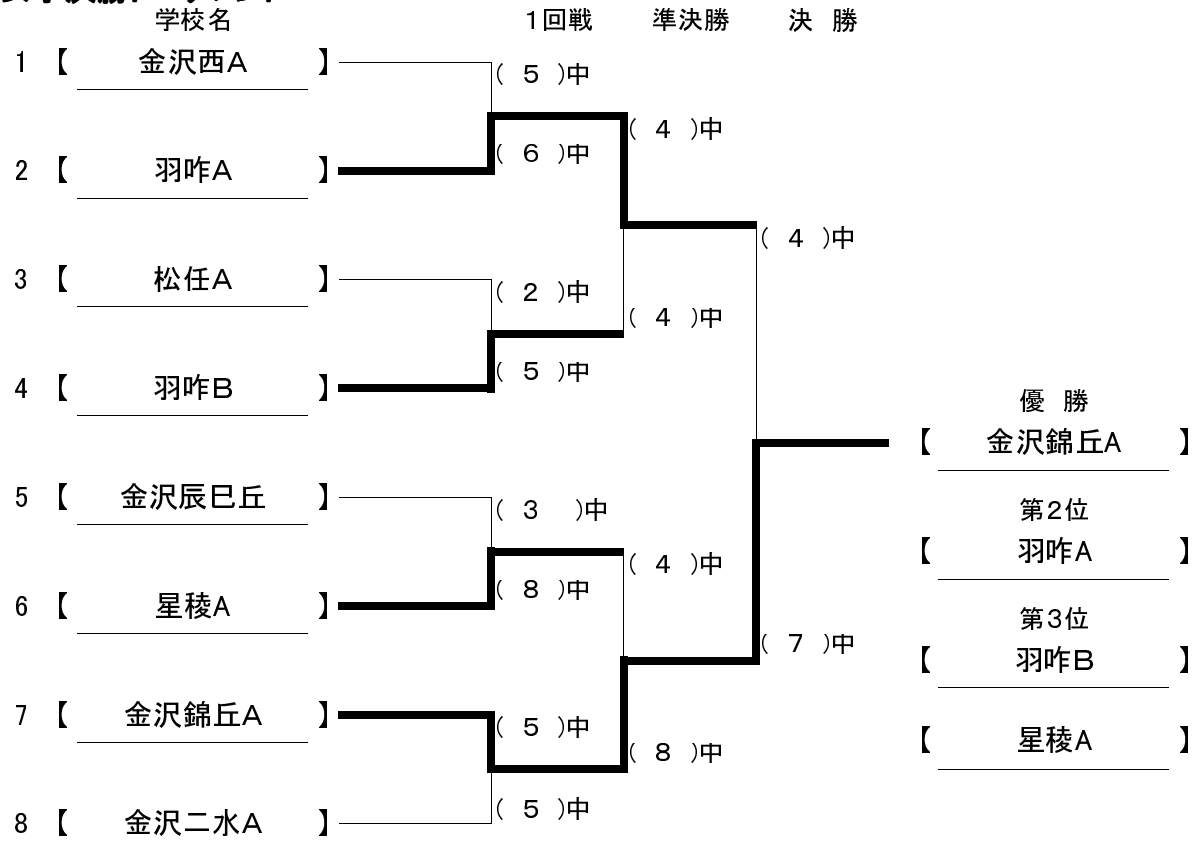 学校名 1回戦 準決勝 決 勝
1 【 金沢西A 】
( 5 )中
( 4 )中
2 【 羽咋A 】
( 6 )中
( 4 )中
3 【 松任A 】
( 2 )中
( 4 )中
4 【 羽咋B 】
( 5 )中
優 勝
【 金沢錦丘A 】
5 【 金沢辰巳丘 】
( 3 )中
第2位
【 羽咋A 】
( 4 )中
6 【 星稜A 】
( 8 )中
第3位
( 7 )中
【 羽咋B 】
7 【 金沢錦丘A 】
( 5 )中
【 星稜A 】
( 8 )中
8 【 金沢二水A 】
( 5 )中